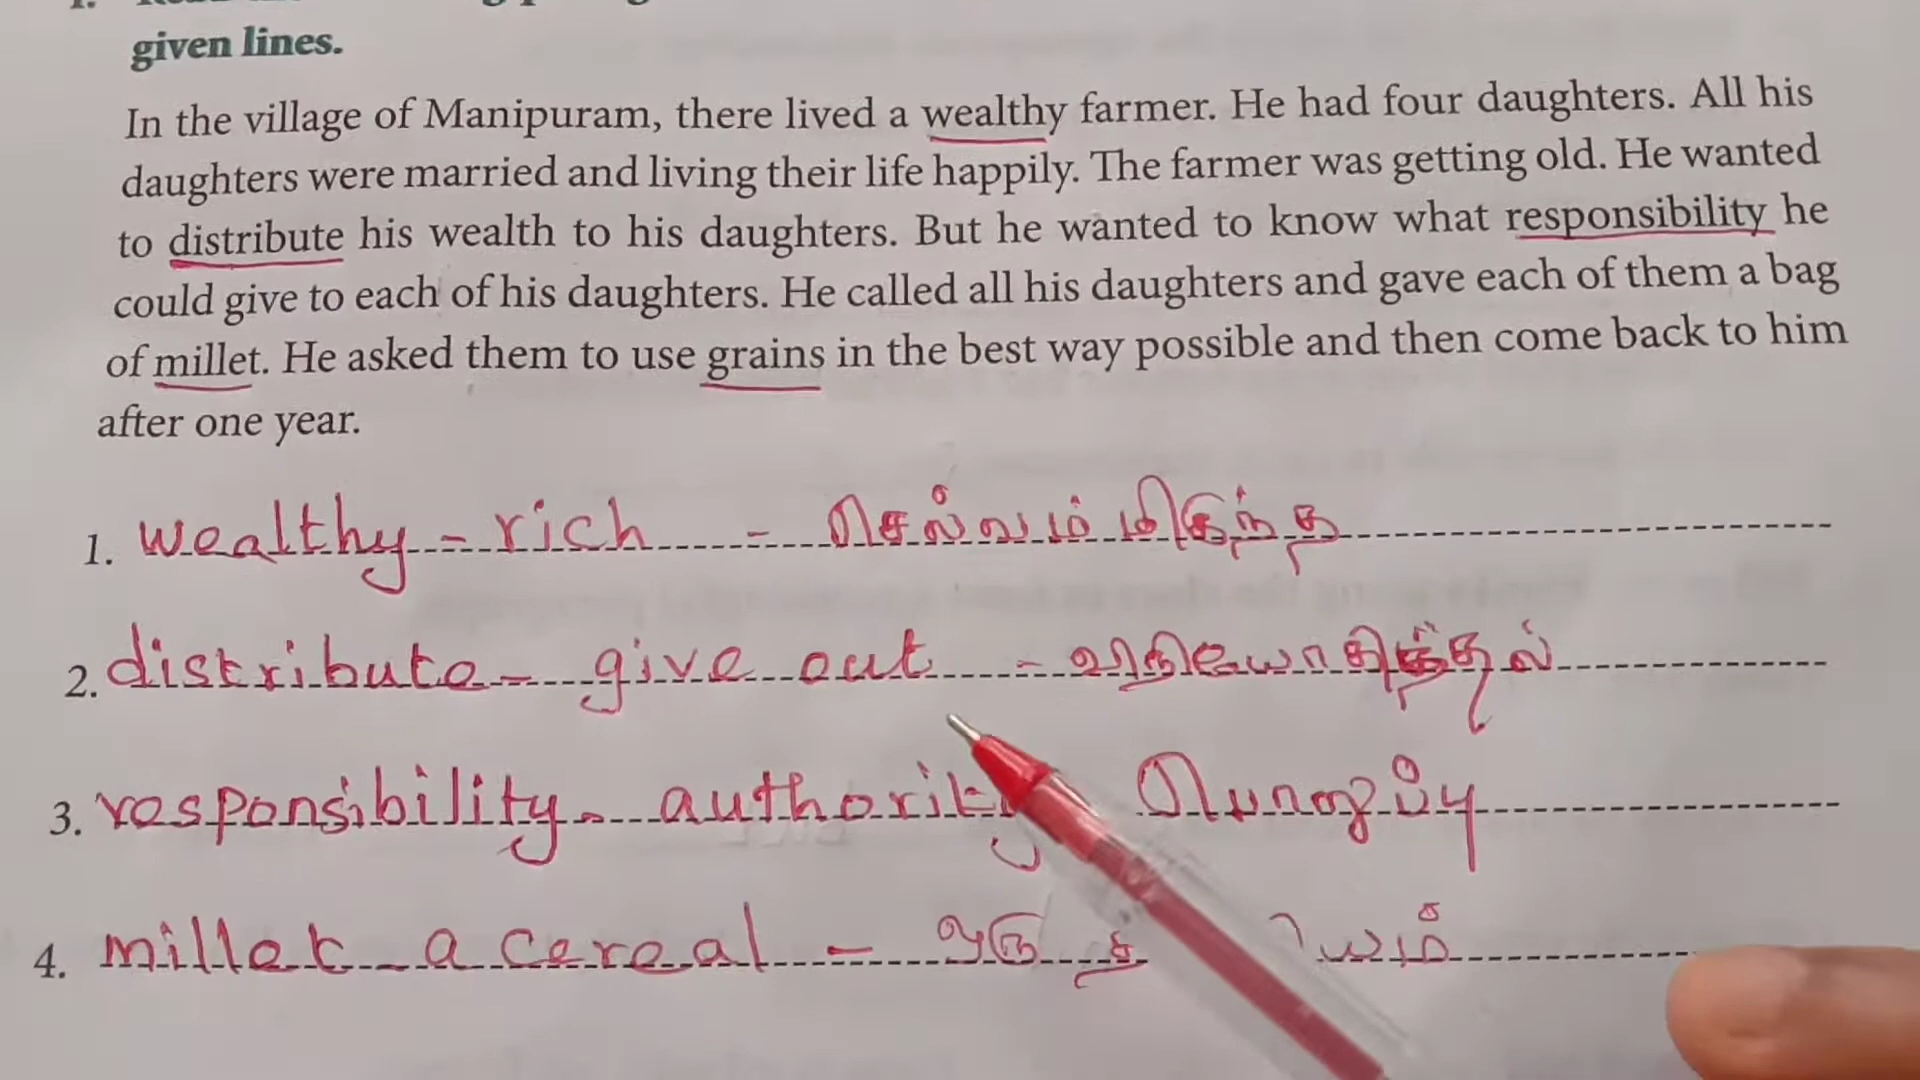 given lines.
In the village of Manipuram, there lived a wealthy farmer. He had four daughters. All his
daughters were married and living their life happily. The farmer was getting old. He wanted
to distribute his wealth to his daughters. But he wanted to know what responsibility he
could give to each of his daughters. He called all his daughters and gave each of them a bag
of millet. He asked them to use grains in the best way possible and then come back to him
after one year.
1. wealthy - rich - செல்வம் மிகுந்த
2. distribute - give out - விநியோகித்தல்
3. responsibility - authority பொறுப்பு
4. millet - a cereal - ஒரு